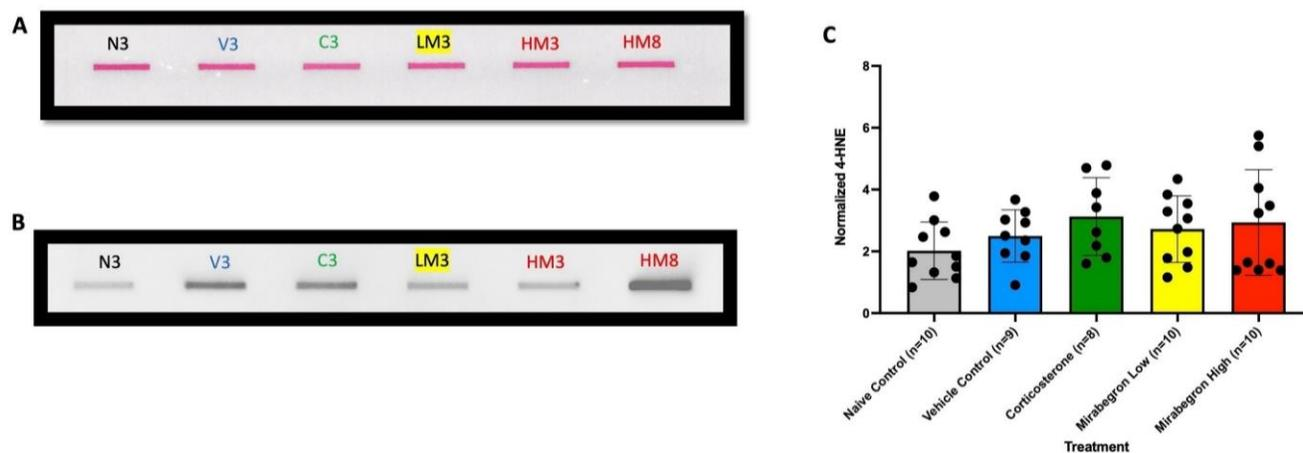 A
N3 V3 C3 LM3 HM3 HM8
B
N3 V3 C3 LM3 HM3 HM8
C
8
6
4
2
0
Normalized 4-HNE
Naive Control (n=10)
Vehicle Control (n=9)
Corticosterone (n=8)
Mirabegron Low (n=10)
Mirabegron High (n=10)
Treatment